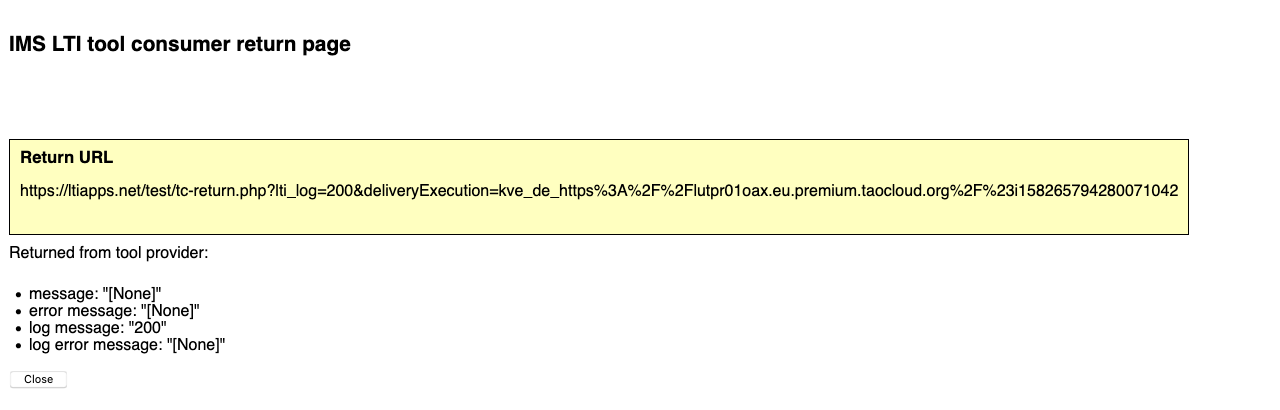 IMS LTI tool consumer return page
Return URL
https://ltiapps.net/test/tc-return.php?lti_log=200&deliveryExecution=kve_de_https%3A%2F%2Flutpr01oax.eu.premium.taocloud.org%2F%23i158265794280071042
Returned from tool provider:
• message: "[None]"
• error message: "[None]"
• log message: "200"
• log error message: "[None]"
Close